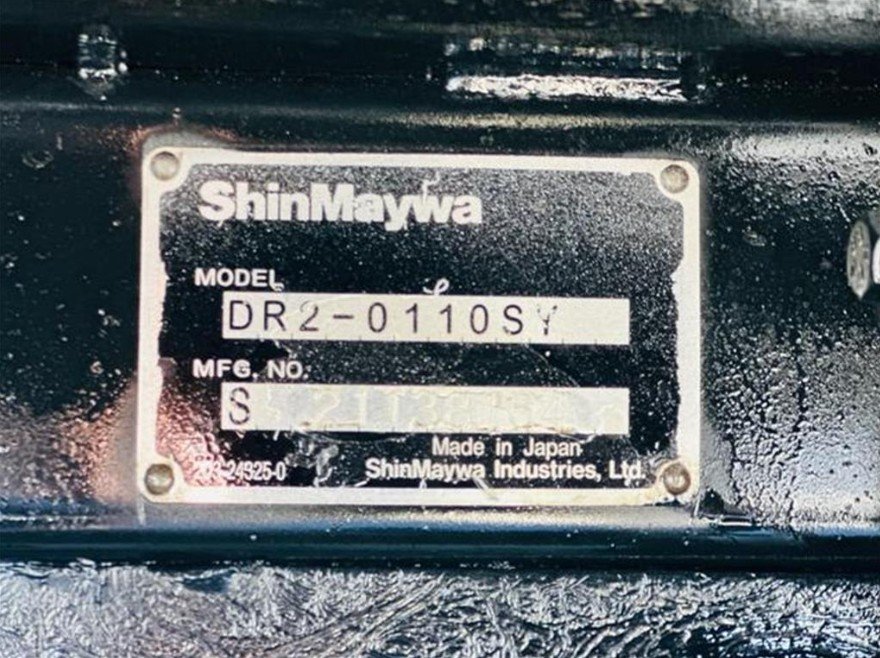 ShinMaywa
MODEL
DR2-0110SY
MFG. NO.
S
Made in Japan
ShinMaywa Industries, Ltd.